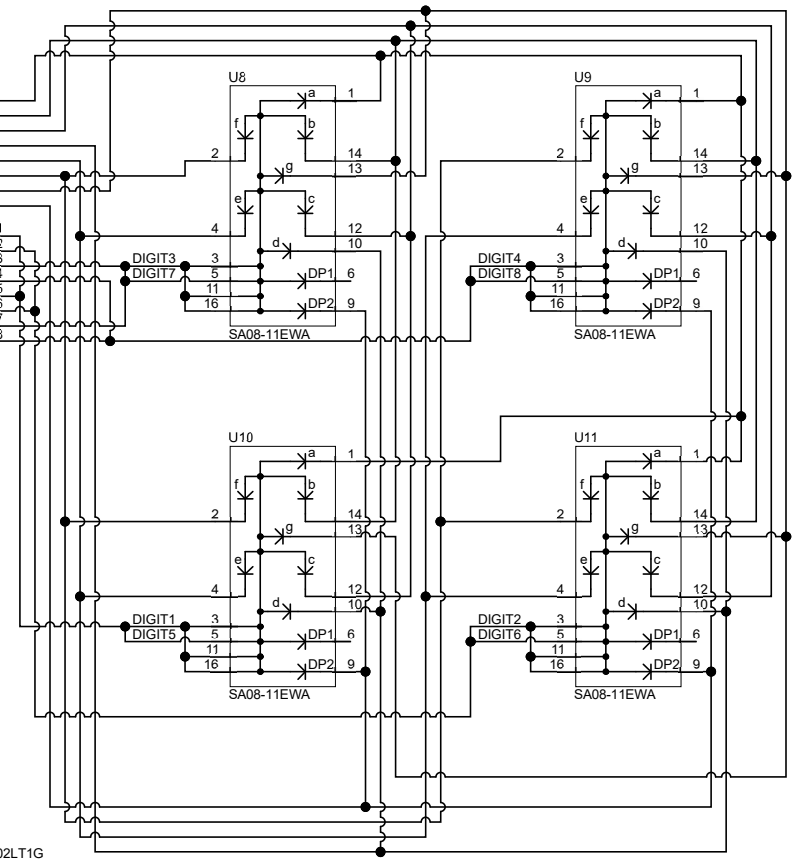 U8
U9
a 1
a 1
f b
f b
2 14
2 14
g 13
g 13
e c
e c
4 12
4 12
d 10
d 10
DIGIT3 3
DIGIT4 3
DIGIT7 5 DP1 6
DIGIT8 5 DP1 6
11
11
16 DP2 9
16 DP2 9
SA08-11EWA
SA08-11EWA
U10
U11
a 1
a 1
f b
f b
2 14
2 14
g 13
g 13
e c
e c
4 12
4 12
d 10
d 10
DIGIT1 3
DIGIT2 3
DIGIT5 5 DP1 6
DIGIT6 5 DP1 6
11
11
16 DP2 9
16 DP2 9
SA08-11EWA
SA08-11EWA
02LT1G